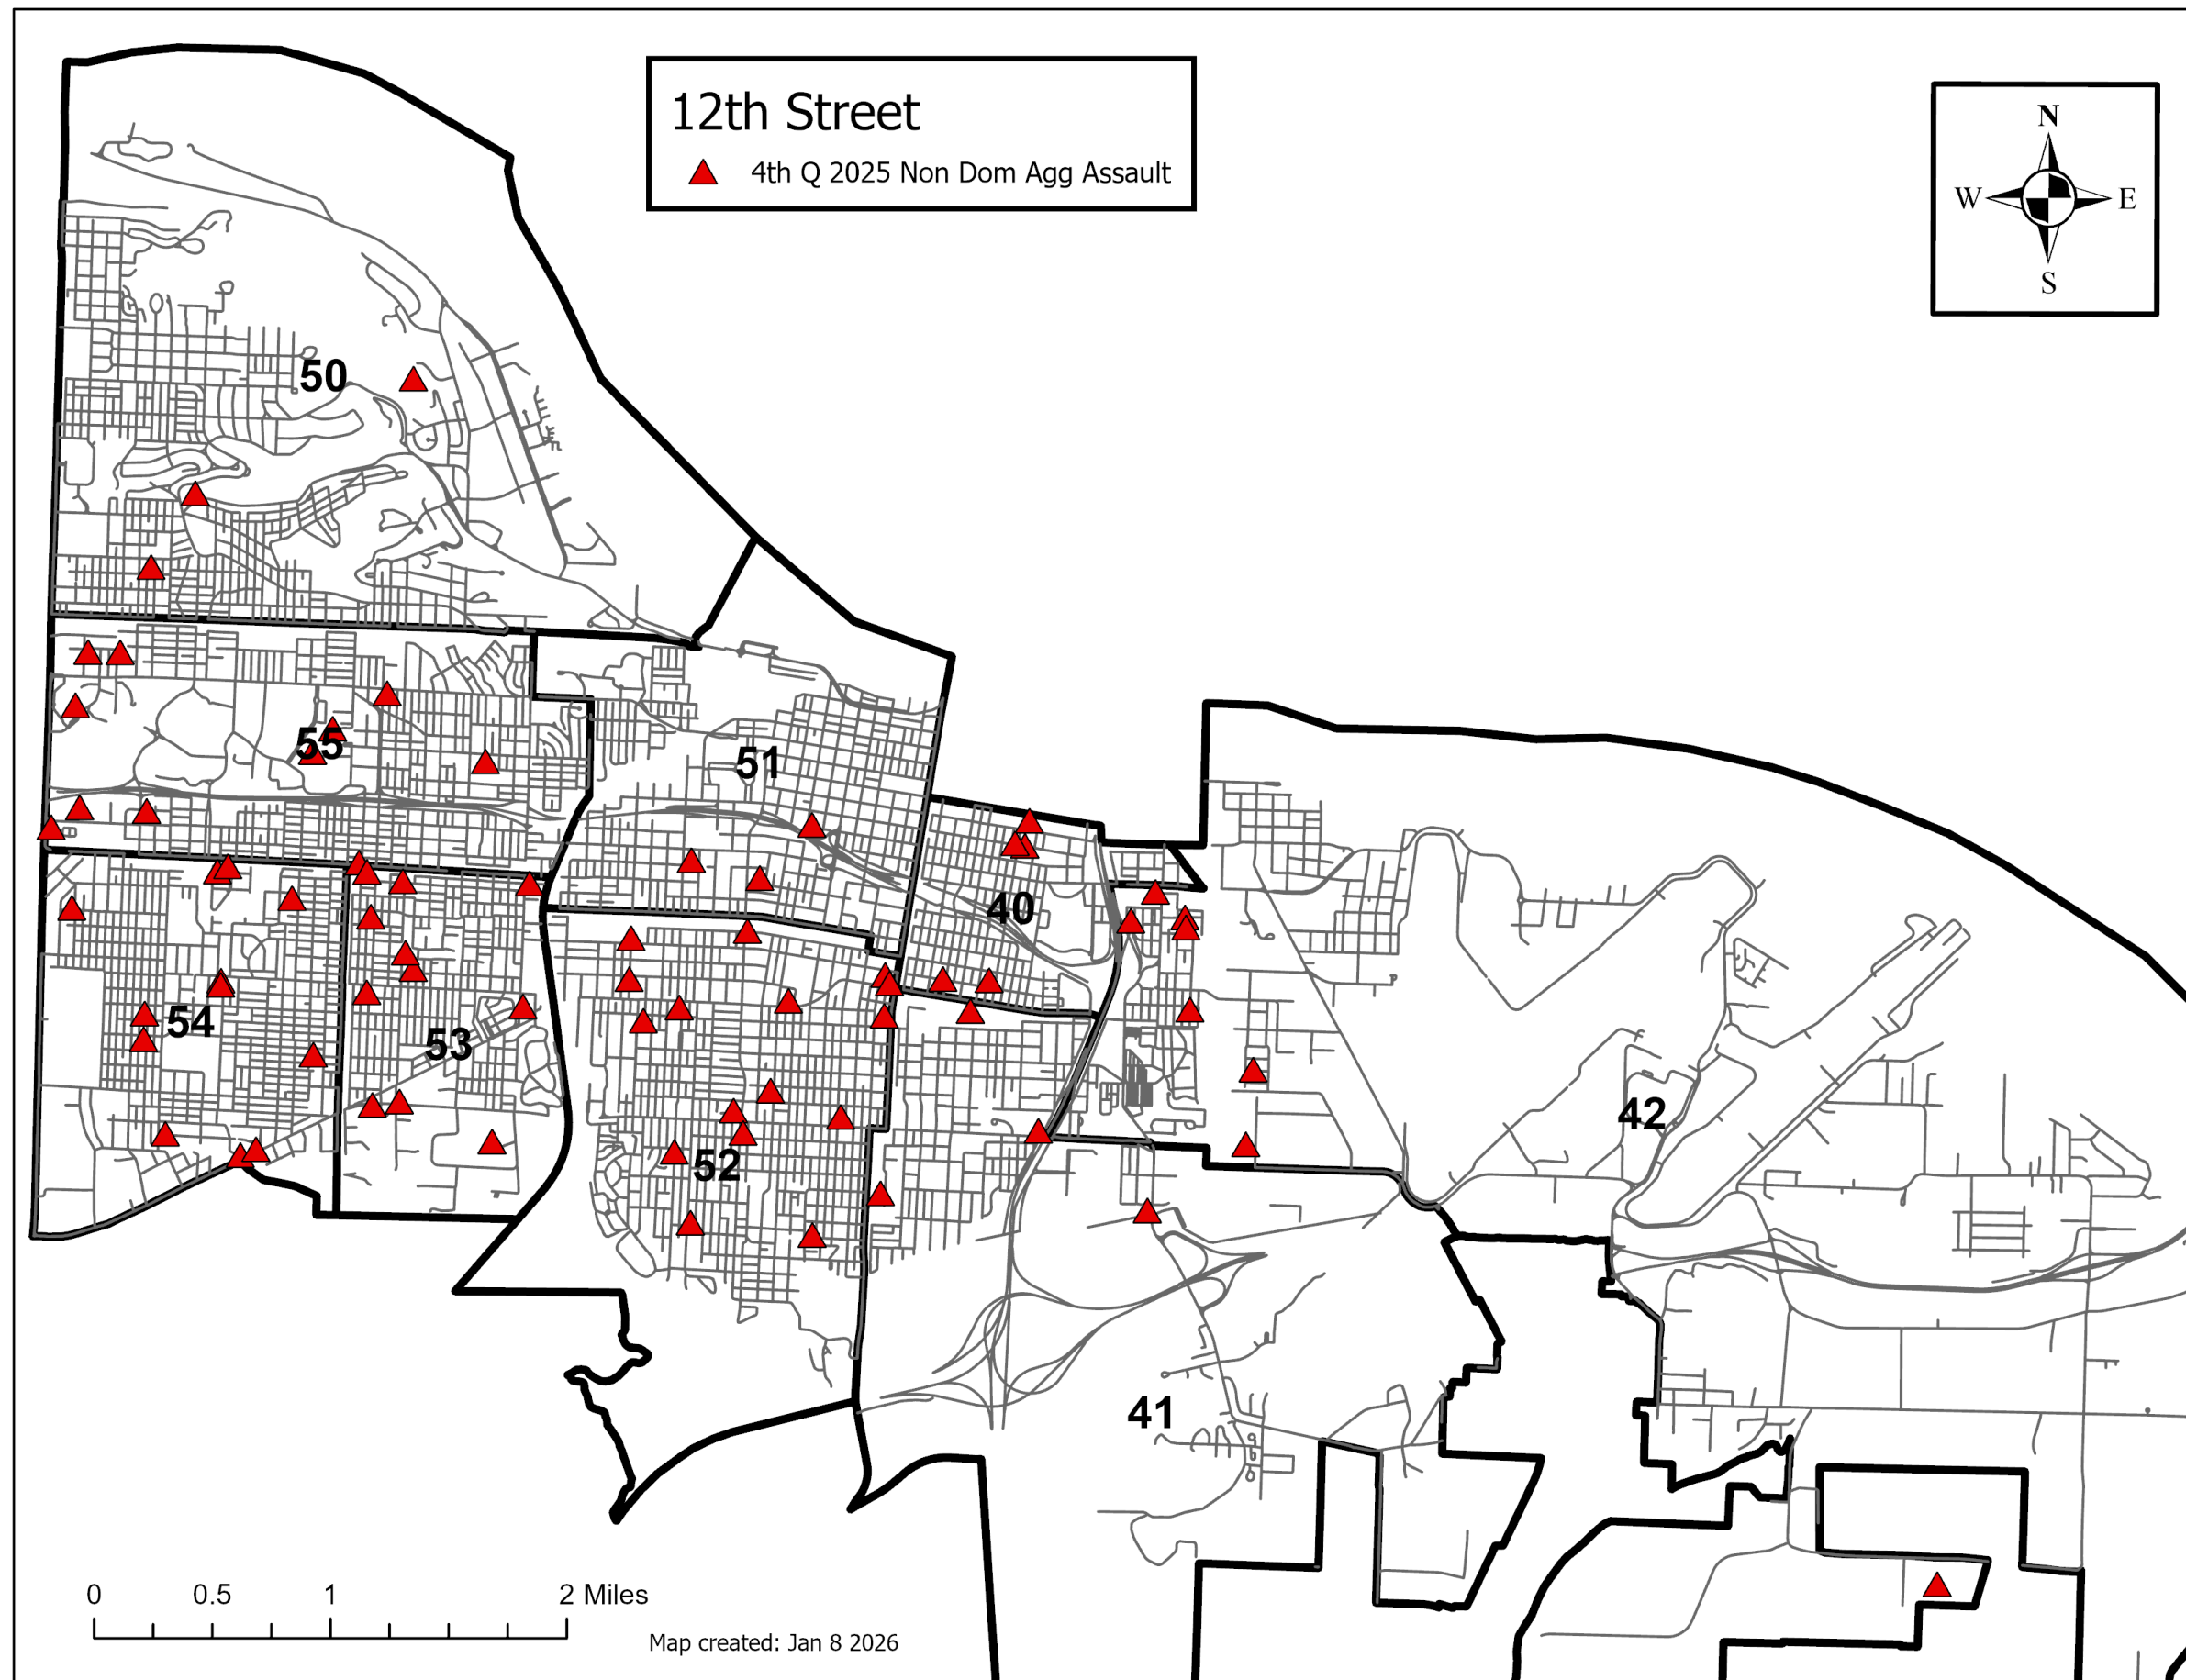 12th Street
4th Q 2025 Non Dom Agg Assault
N
W
E
S
50
55
51
40
54
53
52
42
41
0 0.5 1 2 Miles
Map created: Jan 8 2026